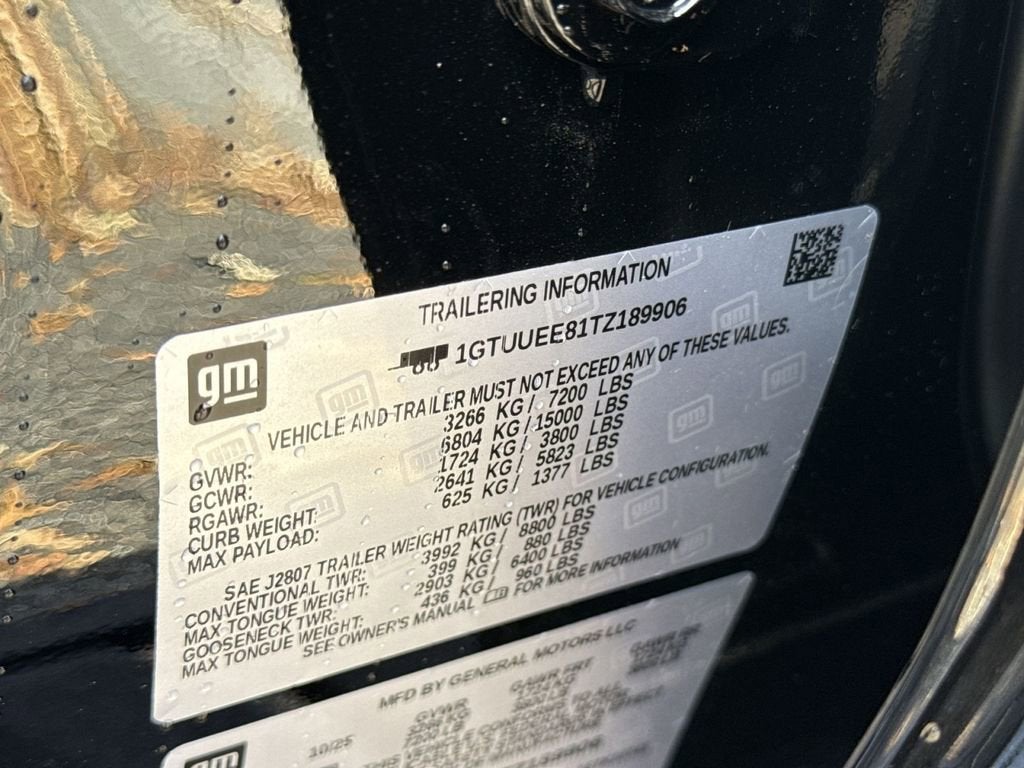 TRAILERING INFORMATION
1GTUUEE81TZ189906
gm
VEHICLE AND TRAILER MUST NOT EXCEED ANY OF THESE VALUES.
GVWR: 3266 KG / 7200 LBS
GCWR: 6804 KG / 15000 LBS
RGAWR: 1724 KG / 3800 LBS
CURB WEIGHT: 2641 KG / 5823 LBS
MAX PAYLOAD: 625 KG / 1377 LBS
SAE J2807 TRAILER WEIGHT RATING (TWR) FOR VEHICLE CONFIGURATION.
CONVENTIONAL TWR: 3992 KG / 8800 LBS
MAX TONGUE WEIGHT: 399 KG / 880 LBS
GOOSENECK TWR: 2903 KG / 6400 LBS
MAX TONGUE WEIGHT: 436 KG / 960 LBS
SEE OWNER'S MANUAL FOR MORE INFORMATION
MFD BY GENERAL MOTORS LLC
10/25 GVWR GAWR FRT
gm